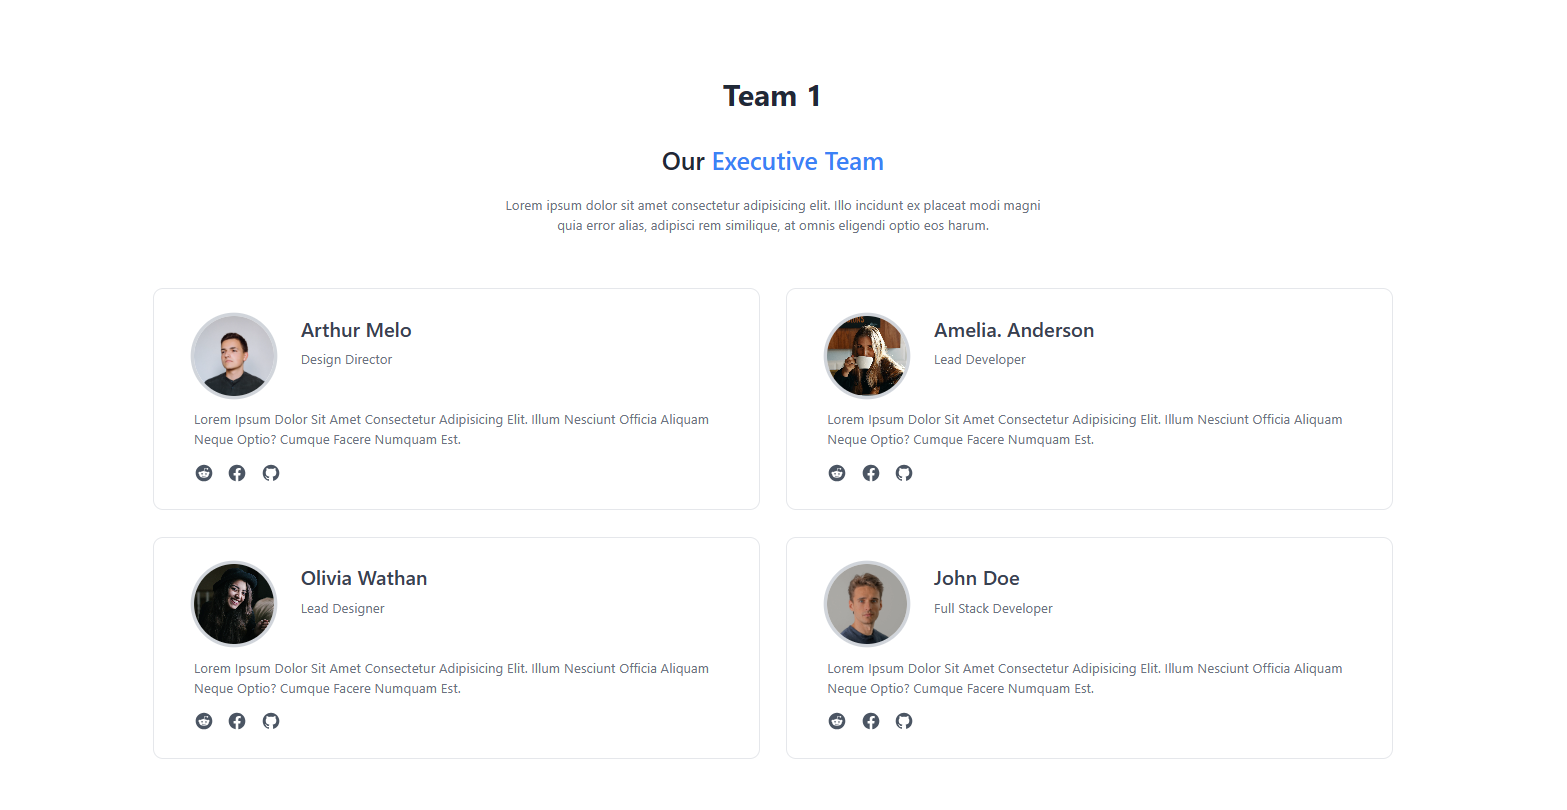 Team 1
Our Executive Team
Lorem ipsum dolor sit amet consectetur adipisicing elit. Illo incidunt ex placeat modi magni
quia error alias, adipisci rem similique, at omnis eligendi optio eos harum.
Arthur Melo
Design Director
Lorem Ipsum Dolor Sit Amet Consectetur Adipisicing Elit. Illum Nesciunt Officia Aliquam
Neque Optio? Cumque Facere Numquam Est.
Amelia. Anderson
Lead Developer
Lorem Ipsum Dolor Sit Amet Consectetur Adipisicing Elit. Illum Nesciunt Officia Aliquam
Neque Optio? Cumque Facere Numquam Est.
Olivia Wathan
Lead Designer
Lorem Ipsum Dolor Sit Amet Consectetur Adipisicing Elit. Illum Nesciunt Officia Aliquam
Neque Optio? Cumque Facere Numquam Est.
John Doe
Full Stack Developer
Lorem Ipsum Dolor Sit Amet Consectetur Adipisicing Elit. Illum Nesciunt Officia Aliquam
Neque Optio? Cumque Facere Numquam Est.